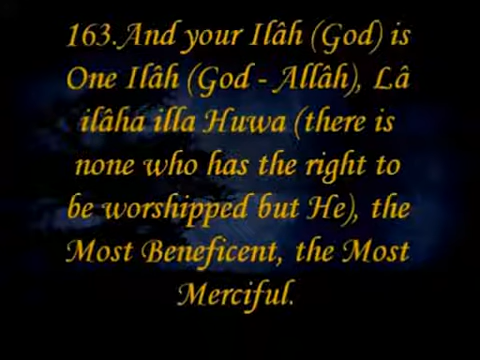 163.And your Ilâh (God) is
One Ilâh (God - Allâh), Lâ
ilâha illa Huwa (there is
none who has the right to
be worshipped but He), the
Most Beneficent, the Most
Merciful.